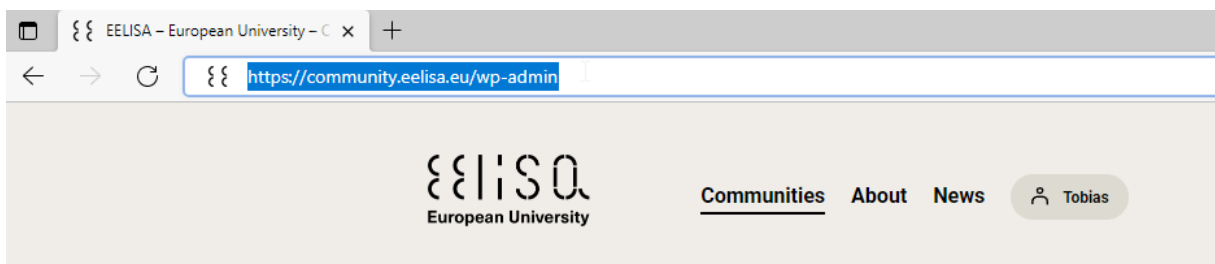 EELISA – European University – C
https://community.eelisa.eu/wp-admin
EELISA
European University
Communities About News Tobias